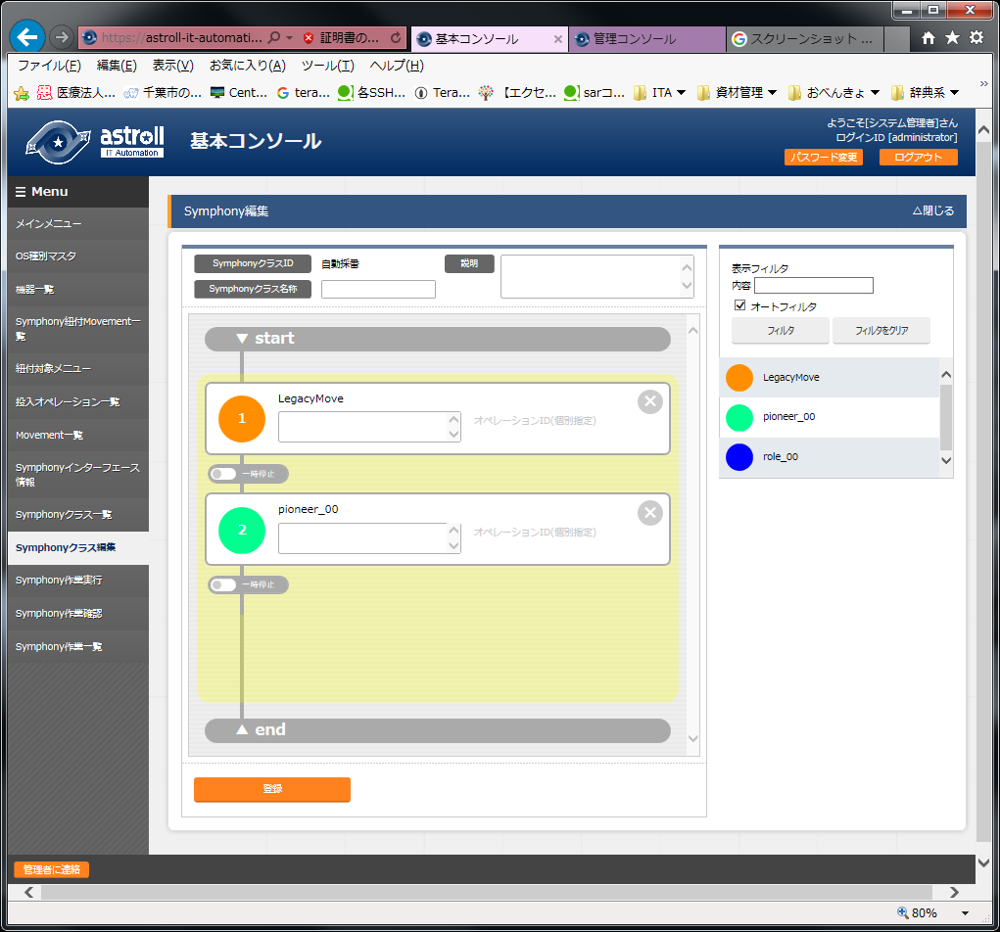 https://astroll-it-automati...
証明書の...
基本コンソール
管理コンソール
スクリーンショット ...
ファイル(F) 編集(E) 表示(V) お気に入り(A) ツール(T) ヘルプ(H)
医療法人... 千葉市の... Cent... tera... 各SSH... Tera... 【エクセ... sarコ... ITA 資材管理 おべんきょ 辞典系
astroll
IT Automation
基本コンソール
ようこそ[システム管理者]さん
ログインID [administrator]
パスワード変更 ログアウト
Menu
メインメニュー
OS種別マスタ
機器一覧
Symphony紐付Movement一
覧
紐付対象メニュー
投入オペレーション一覧
Movement一覧
Symphonyインターフェース
情報
Symphonyクラス一覧
Symphonyクラス編集
Symphony作業実行
Symphony作業確認
Symphony作業一覧
Symphony編集
△閉じる
SymphonyクラスID 自動採番 説明
Symphonyクラス名称
▼ start
1
LegacyMove
オペレーションID(個別指定)
一時停止
2
pioneer_00
オペレーションID(個別指定)
一時停止
▲ end
登録
表示フィルタ
内容
オートフィルタ
フィルタ フィルタをクリア
LegacyMove
pioneer_00
role_00
管理者に連絡
80%